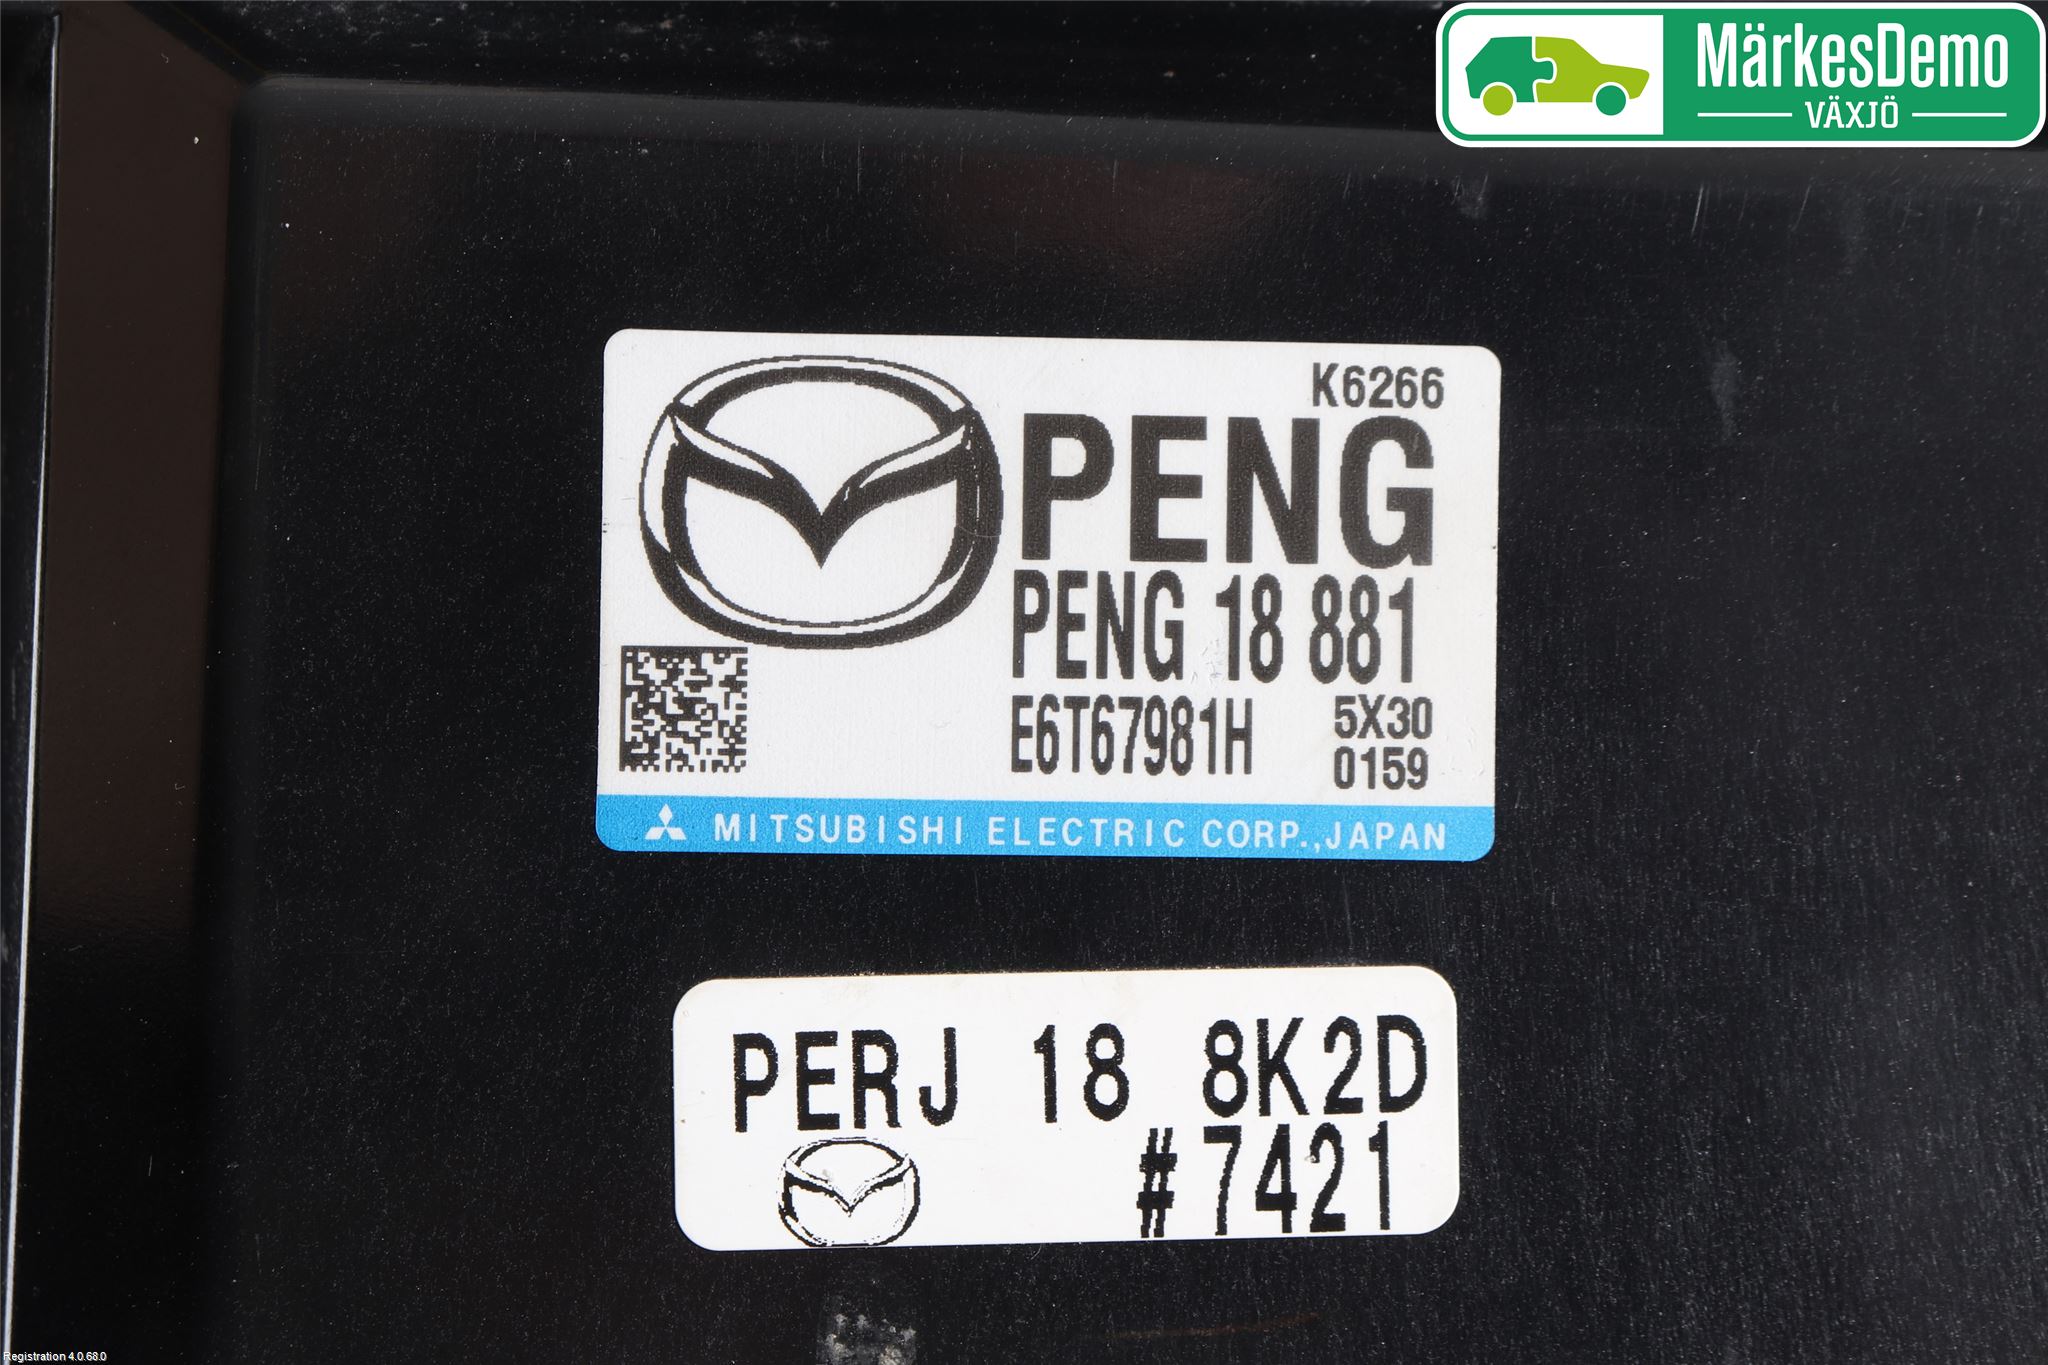 MärkesDemo
VÄXJÖ
K6266
PENG
PENG 18 881
E6T67981H
5X30
0159
MITSUBISHI ELECTRIC CORP.,JAPAN
PERJ 18 8K2D
#7421
Registration 4.0.68.0